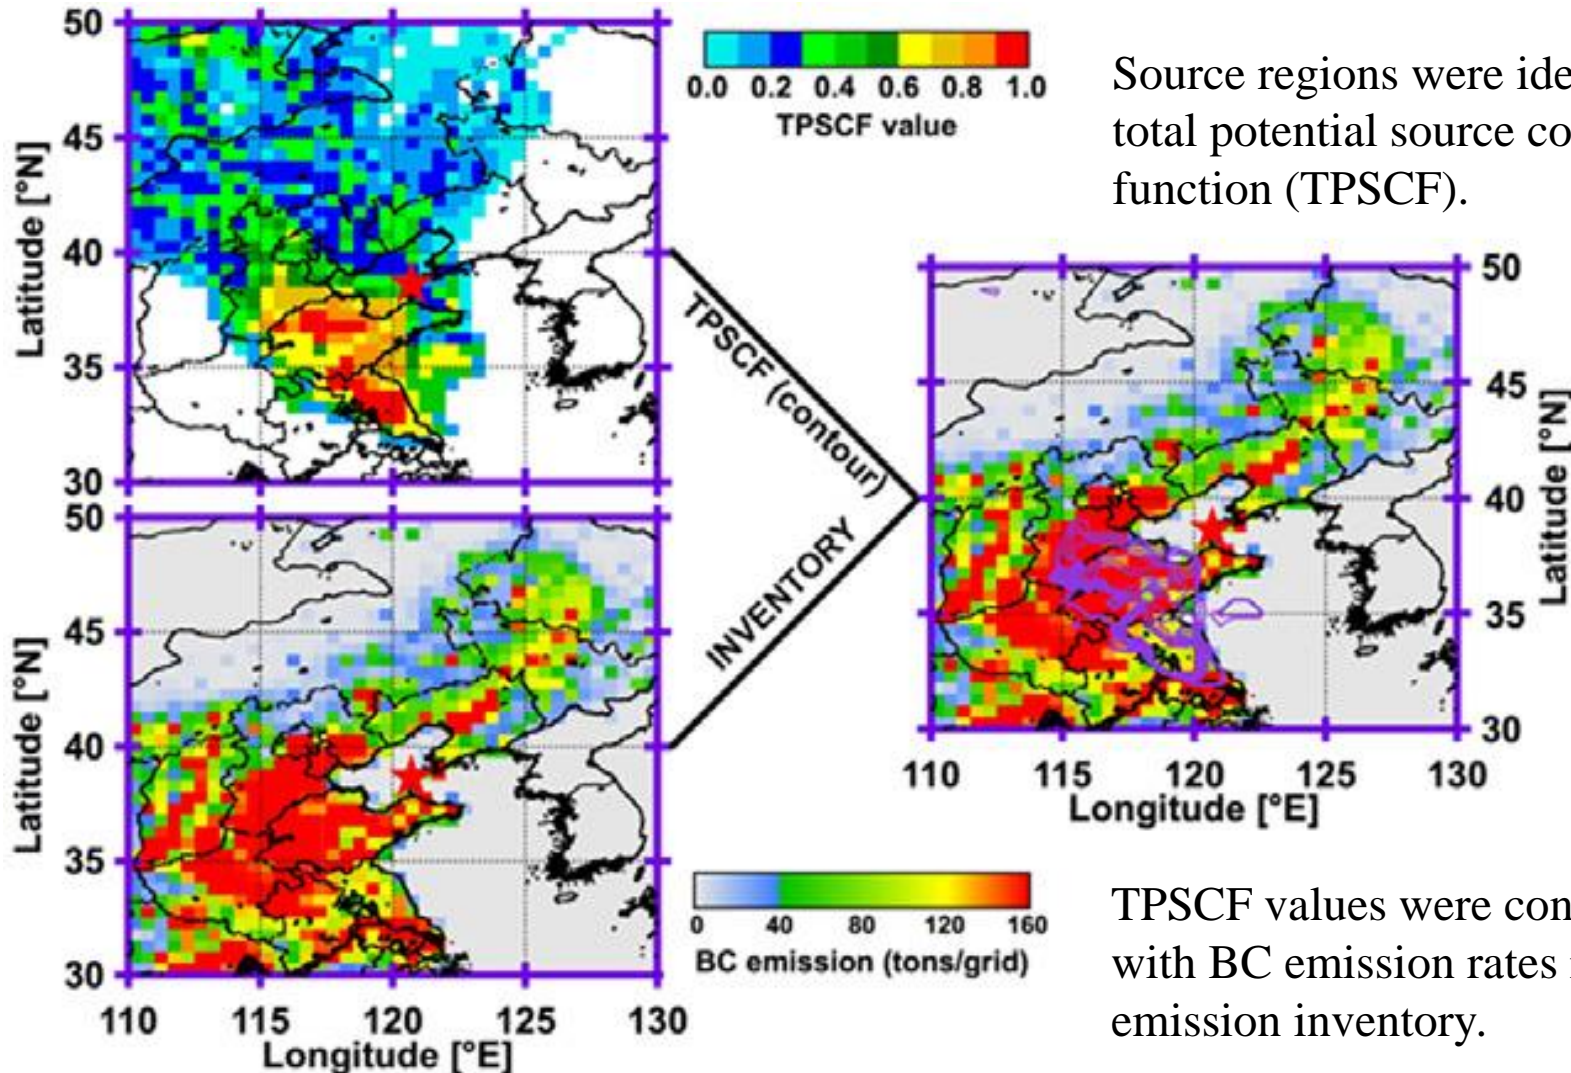 50
45
40
35
30
Latitude [°N]
0.0 0.2 0.4 0.6 0.8 1.0
TPSCF value
Source regions were
total potential source
function (TPSCF).
TPSCF (contour)
INVENTORY
50
45
40
35
30
Latitude [°N]
110 115 120 125 130
Longitude [°E]
50
45
40
35
30
Latitude [°N]
110 115 120 125 130
Longitude [°E]
0 40 80 120 160
BC emission (tons/grid)
TPSCF values were
with BC emission rates
emission inventory.